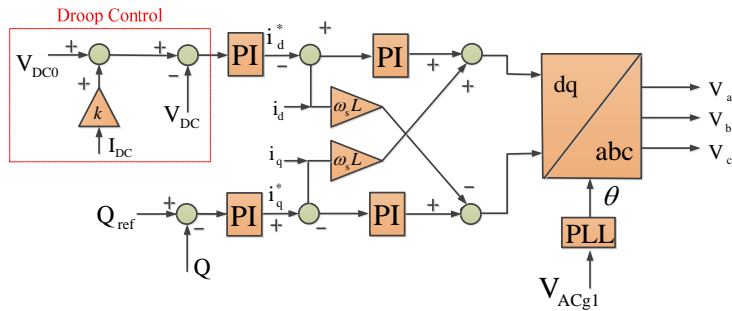 Droop Control
V_DC0
+
+
+
+
−
k
I_DC
V_DC
PI
i_d^*
−
+
PI
+
+
i_d
ω_s L
i_q
ω_s L
Q_ref
+
−
Q
PI
i_q^*
+
−
PI
+
−
dq
abc
θ
PLL
V_ACg1
V_a
V_b
V_c